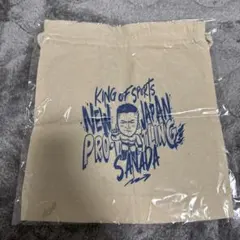 KING OF SPORTS
NEW JAPAN
PRO WRESTLING
SANADA